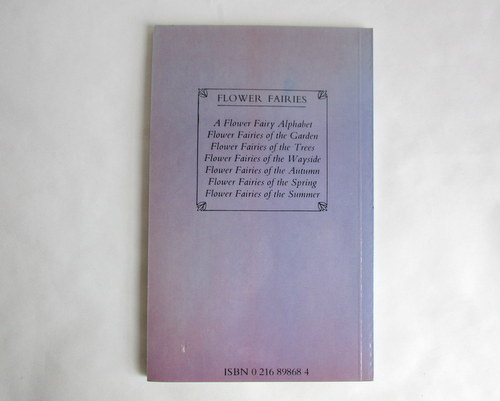 FLOWER FAIRIES
A Flower Fairy Alphabet
Flower Fairies of the Garden
Flower Fairies of the Trees
Flower Fairies of the Wayside
Flower Fairies of the Autumn
Flower Fairies of the Spring
Flower Fairies of the Summer
ISBN 0 216 89868 4